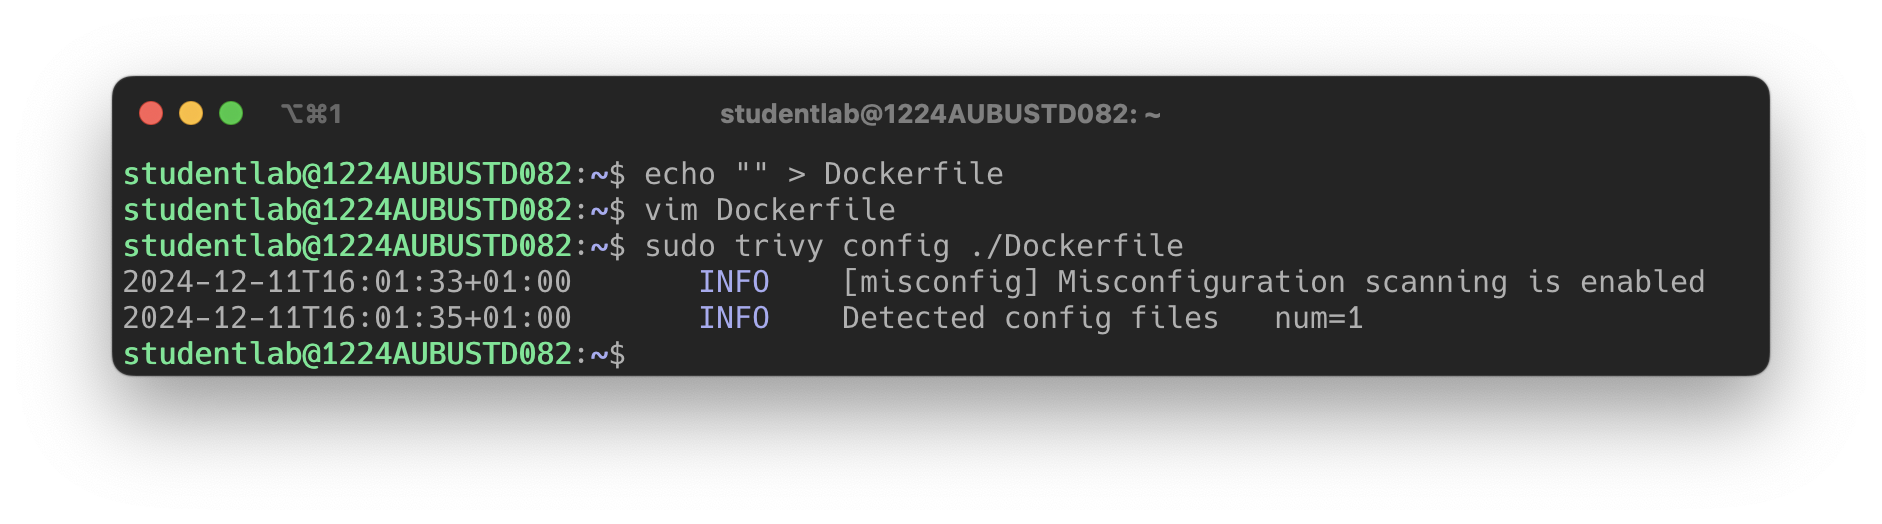 ⌥⌘1 studentlab@1224AUBUSTD082: ~
studentlab@1224AUBUSTD082:~$ echo "" > Dockerfile
studentlab@1224AUBUSTD082:~$ vim Dockerfile
studentlab@1224AUBUSTD082:~$ sudo trivy config ./Dockerfile
2024-12-11T16:01:33+01:00 INFO [misconfig] Misconfiguration scanning is enabled
2024-12-11T16:01:35+01:00 INFO Detected config files num=1
studentlab@1224AUBUSTD082:~$